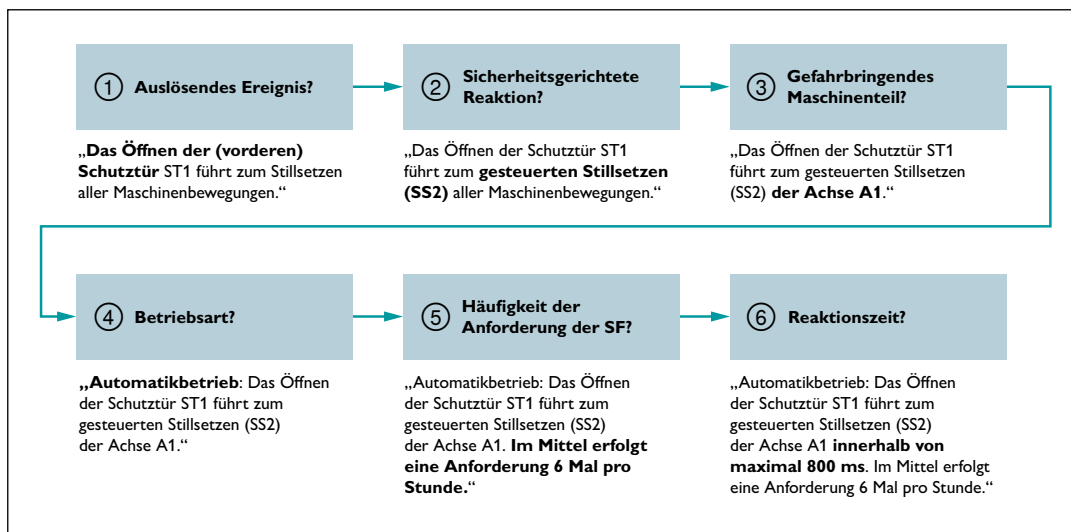 ① Auslösendes Ereignis?
„Das Öffnen der (vorderen)
Schutztür ST1 führt zum Stillsetzen
aller Maschinenbewegungen.“
② Sicherheitsgerichtete
Reaktion?
„Das Öffnen der Schutztür ST1
führt zum gesteuerten Stillsetzen
(SS2) aller Maschinenbewegungen.“
③ Gefahrbringendes
Maschinenteil?
„Das Öffnen der Schutztür ST1
führt zum gesteuerten Stillsetzen
(SS2) der Achse A1.“
④ Betriebsart?
„Automatikbetrieb: Das Öffnen
der Schutztür ST1 führt zum
gesteuerten Stillsetzen (SS2)
der Achse A1.“
⑤ Häufigkeit der
Anforderung der SF?
„Automatikbetrieb: Das Öffnen
der Schutztür ST1 führt zum
gesteuerten Stillsetzen (SS2)
der Achse A1. Im Mittel erfolgt
eine Anforderung 6 Mal pro
Stunde.“
⑥ Reaktionszeit?
„Automatikbetrieb: Das Öffnen
der Schutztür ST1 führt zum
gesteuerten Stillsetzen (SS2)
der Achse A1 innerhalb von
maximal 800 ms. Im Mittel erfolgt
eine Anforderung 6 Mal pro Stunde.“